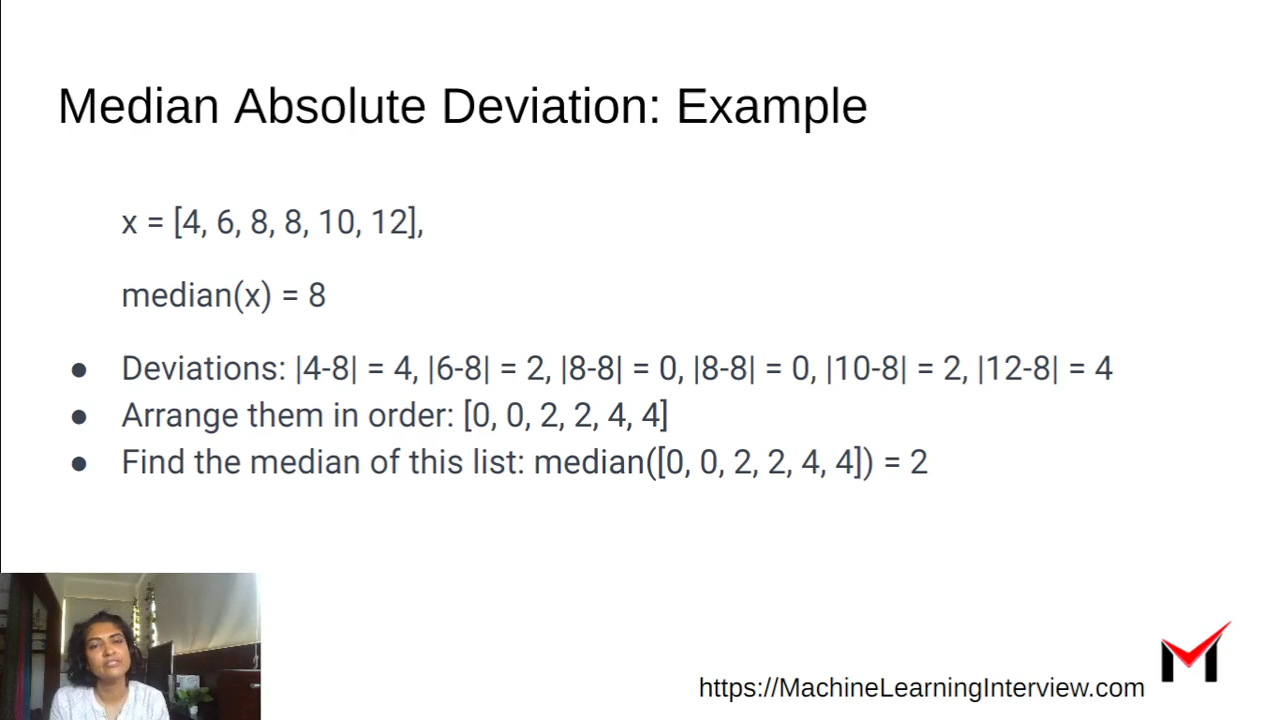 Median Absolute Deviation: Example
x = [4, 6, 8, 8, 10, 12],
median(x) = 8
● Deviations: |4-8| = 4, |6-8| = 2, |8-8| = 0, |8-8| = 0, |10-8| = 2, |12-8| = 4
● Arrange them in order: [0, 0, 2, 2, 4, 4]
● Find the median of this list: median([0, 0, 2, 2, 4, 4]) = 2
https://MachineLearningInterview.com